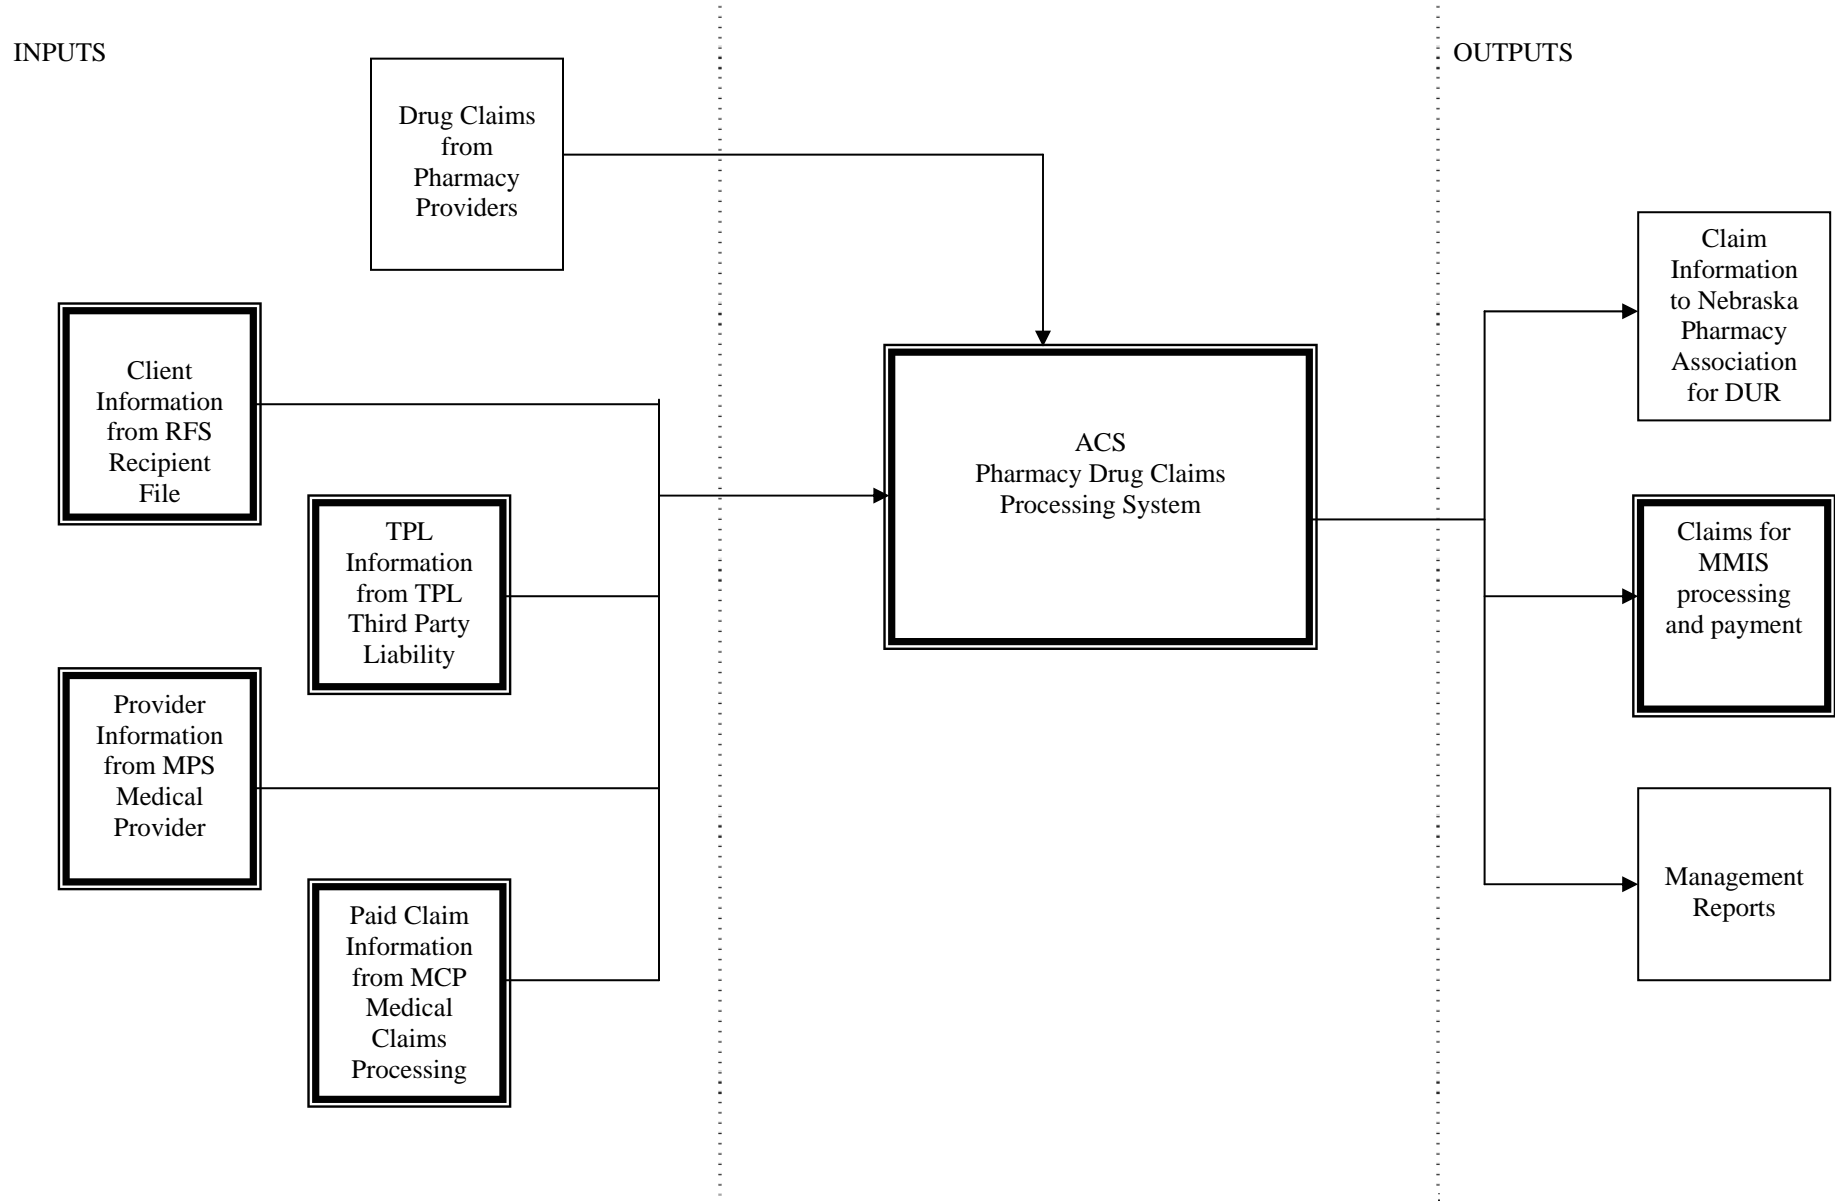 INPUTS
OUTPUTS
Drug Claims
from
Pharmacy
Providers
Client
Information
from RFS
Recipient
File
TPL
Information
from TPL
Third Party
Liability
Provider
Information
from MPS
Medical
Provider
Paid Claim
Information
from MCP
Medical
Claims
Processing
ACS
Pharmacy Drug Claims
Processing System
Claim
Information
to Nebraska
Pharmacy
Association
for DUR
Claims for
MMIS
processing
and payment
Management
Reports